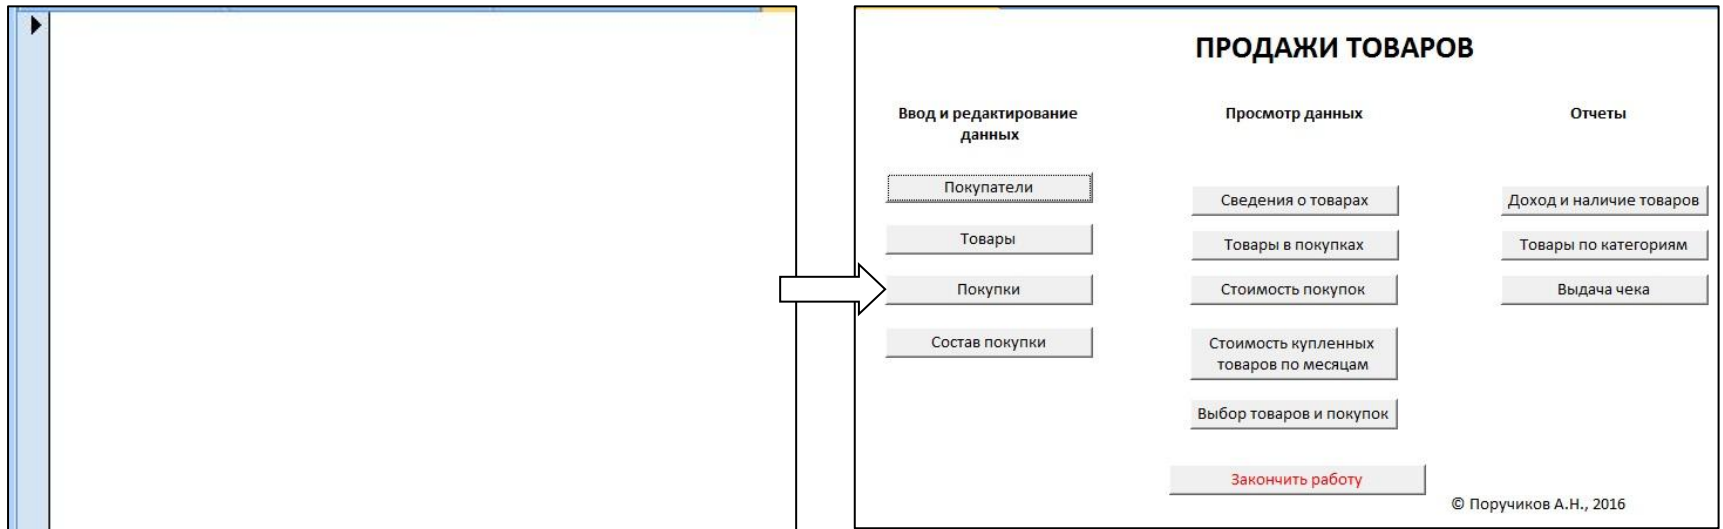 ПРОДАЖИ ТОВАРОВ
Ввод и редактирование
данных
Покупатели
Товары
Покупки
Состав покупки
Просмотр данных
Сведения о товарах
Товары в покупках
Стоимость покупок
Стоимость купленных
товаров по месяцам
Выбор товаров и покупок
Отчеты
Доход и наличие товаров
Товары по категориям
Выдача чека
Закончить работу
© Поручиков А.Н., 2016